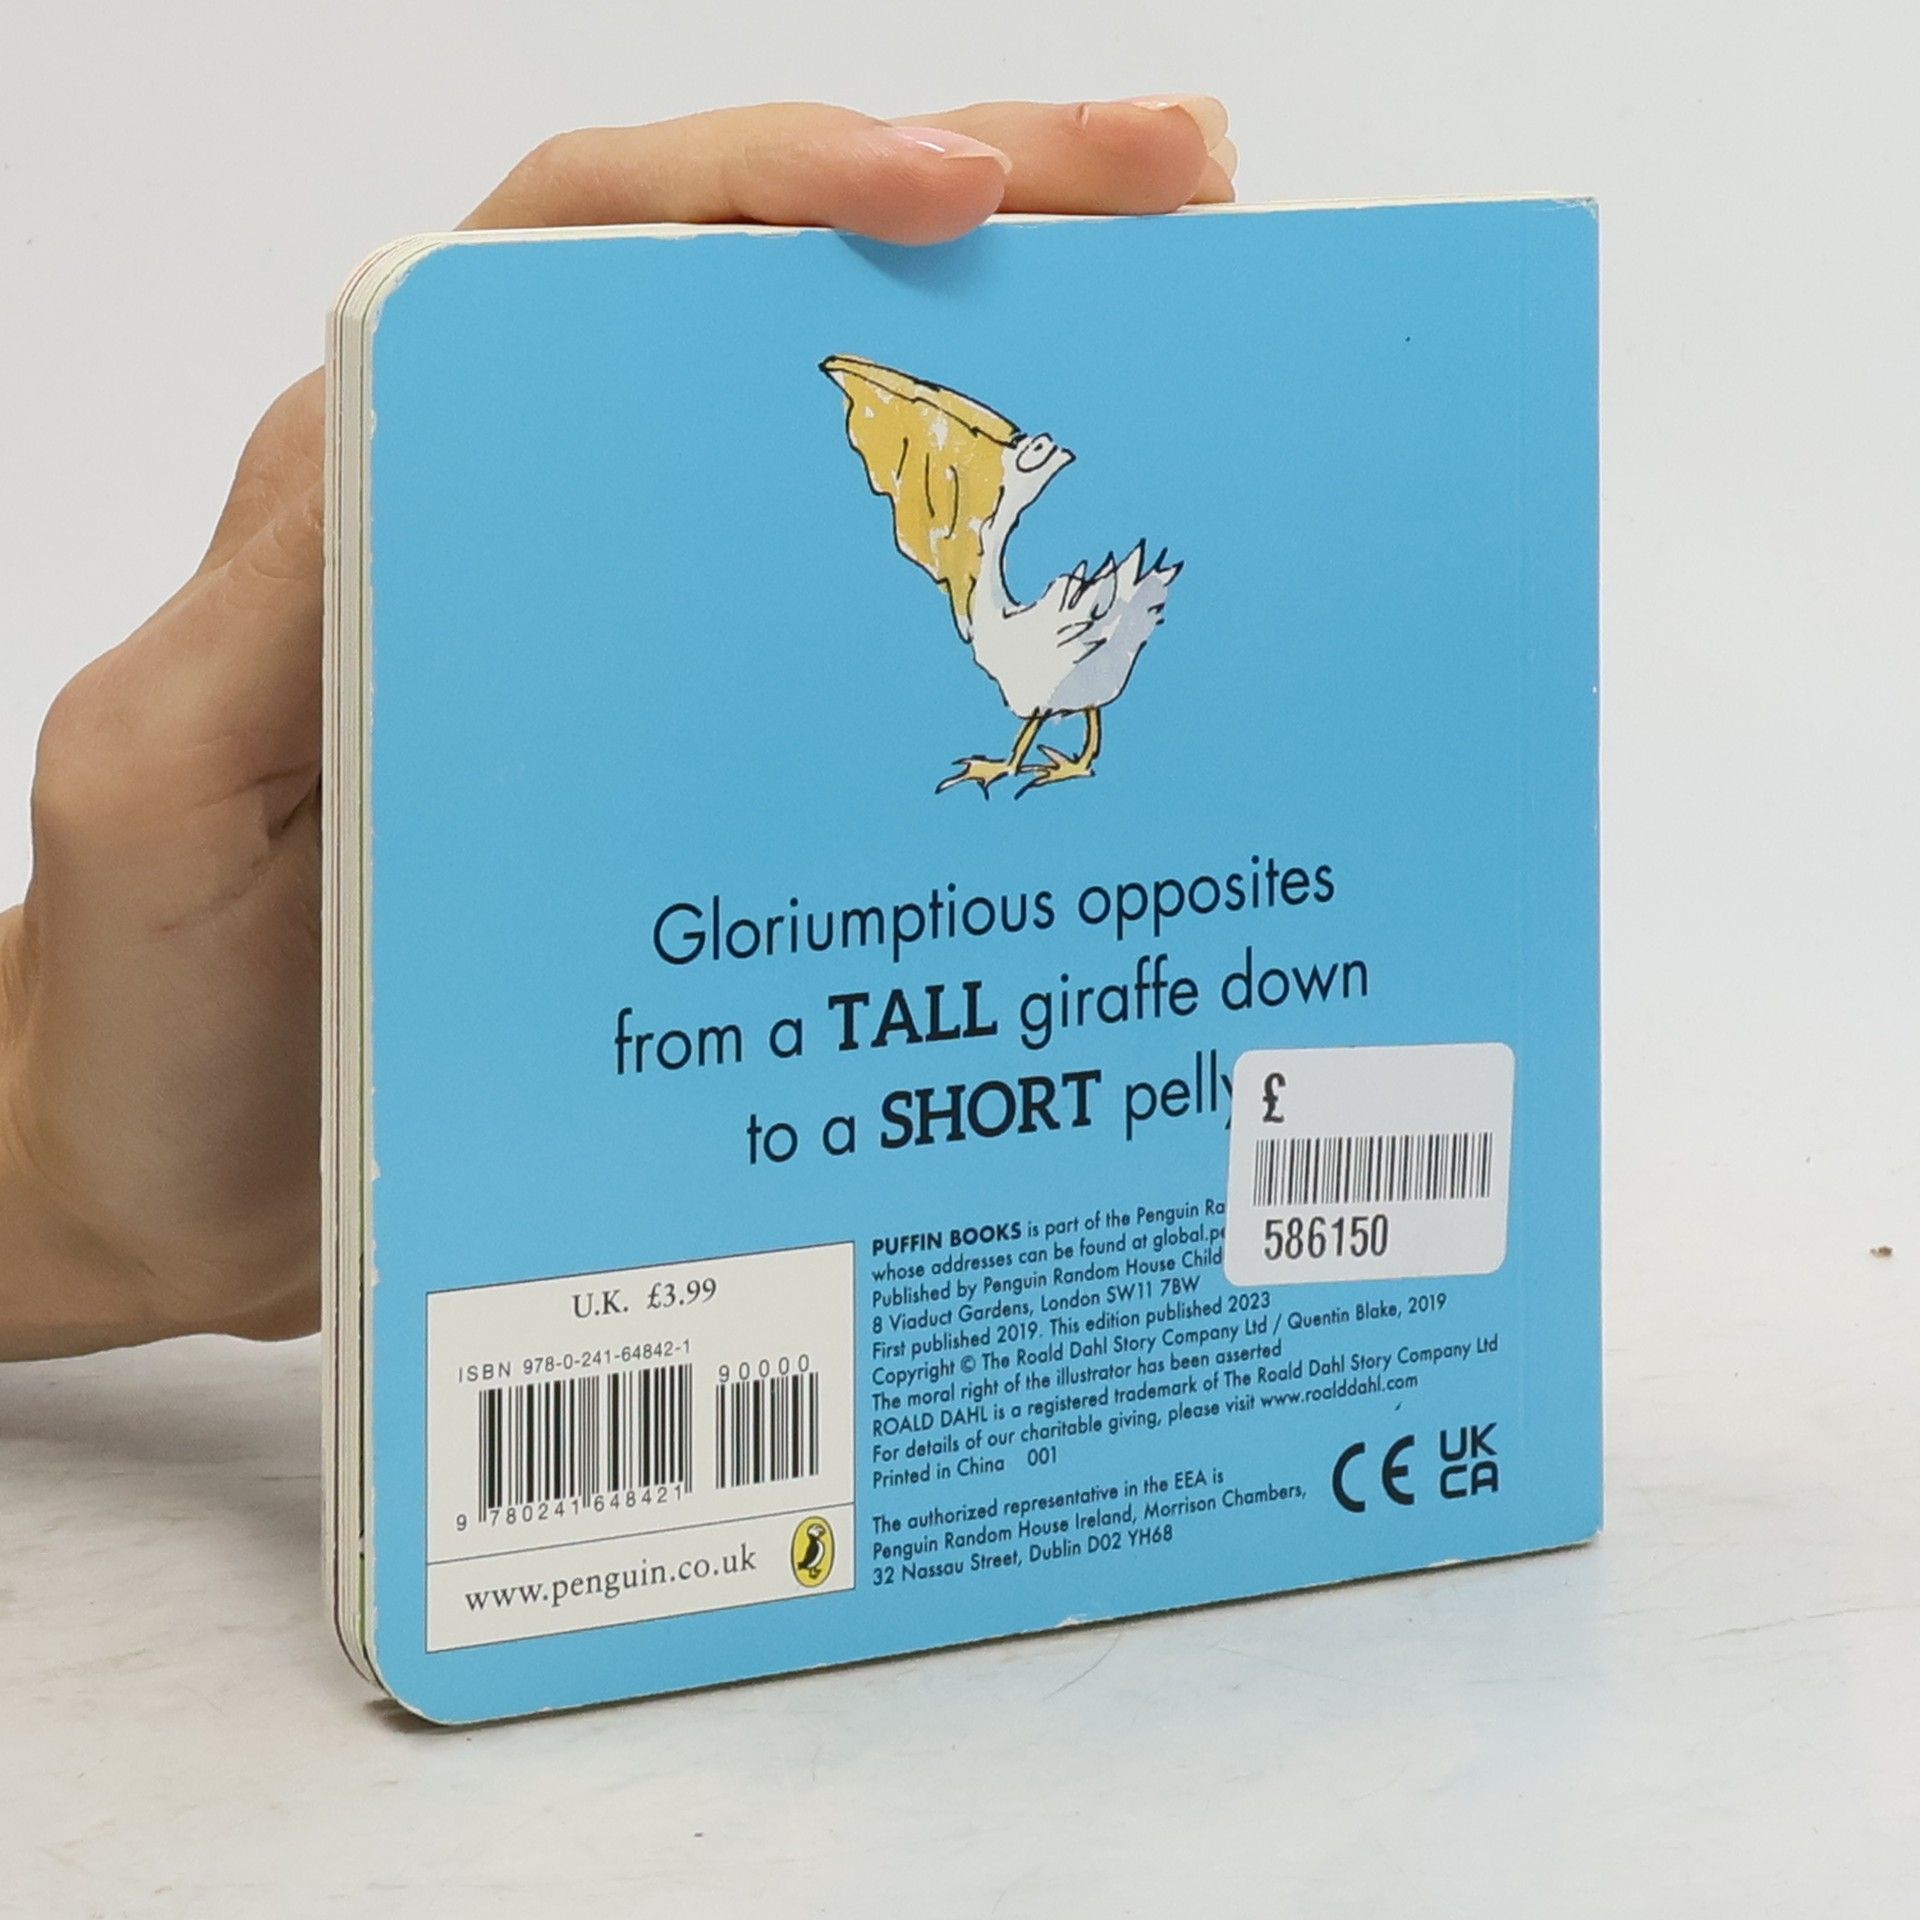 Gloriumptious opposites
from a TALL giraffe down
to a SHORT
£
586150
PUFFIN BOOKS is part of the Penguin
whose addresses can be found at
Published by Penguin Random House
8 Viaduct Gardens, London SW11 7BW
First published 2019. This edition published 2023
Copyright © The Roald Dahl Story Company Ltd / Quentin Blake, 2019
The moral right of the illustrator has been asserted
ROALD DAHL is a registered trademark of The Roald Dahl Story Company Ltd
For details of our charitable giving, please visit www.roalddahl.com
Printed in China 001
The authorized representative in the EEA is
Penguin Random House Ireland, Morrison Chambers,
32 Nassau Street, Dublin D02 YH68
CE
UK
CA
U.K. £3.99
ISBN 978-0-241-64842-1
90000
9 780241 648421
www.penguin.co.uk